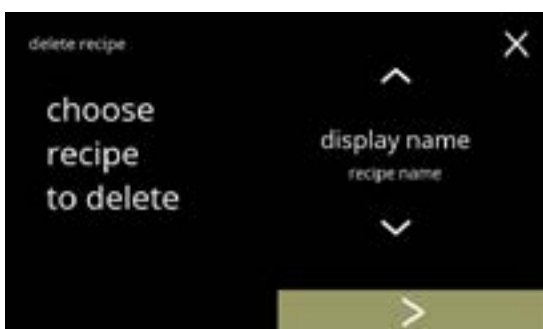 delete recipe
choose
recipe
to delete
display name
recipe name